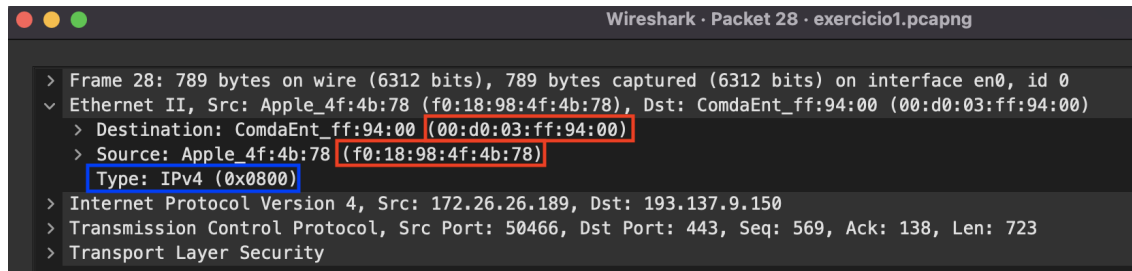 Wireshark · Packet 28 · exercicio1.pcapng
> Frame 28: 789 bytes on wire (6312 bits), 789 bytes captured (6312 bits) on interface en0, id 0
Ethernet II, Src: Apple_4f:4b:78 (f0:18:98:4f:4b:78), Dst: ComdaEnt_ff:94:00 (00:d0:03:ff:94:00)
> Destination: ComdaEnt_ff:94:00 (00:d0:03:ff:94:00)
> Source: Apple_4f:4b:78 (f0:18:98:4f:4b:78)
Type: IPv4 (0x0800)
> Internet Protocol Version 4, Src: 172.26.26.189, Dst: 193.137.9.150
> Transmission Control Protocol, Src Port: 50466, Dst Port: 443, Seq: 569, Ack: 138, Len: 723
> Transport Layer Security